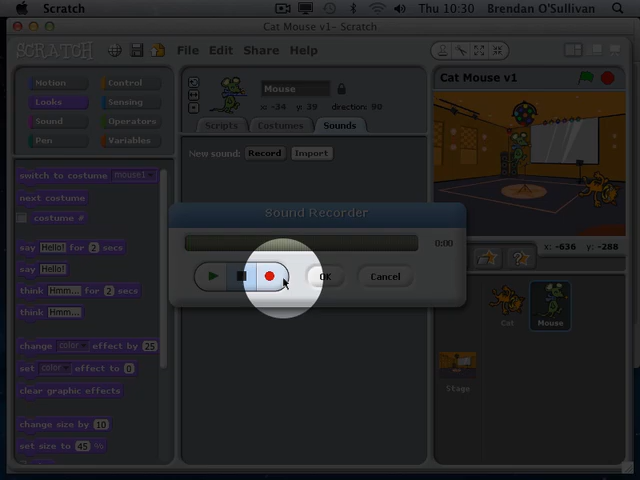 Scratch Thu 10:30 Brendan O'Sullivan
Cat Mouse v1– Scratch
SCRATCH File Edit Share Help
Motion Control
Looks Sensing
Sound Operators
Pen Variables
Mouse
x: -34 y: 39 direction: 99
Scripts Costumes Sounds
New sound: Record Import
Cat Mouse v1
switch to costume mouse1
next costume
costume #
say Hello! for 2 secs
say Hello!
think Hmm... for 2 secs
think Hmm...
change color effect by 25
set color effect to 0
clear graphic effects
change size by 10
set size to 45 %
Sound Recorder
0:00
OK Cancel
x: -636 y: -288
Cat Mouse
Stage